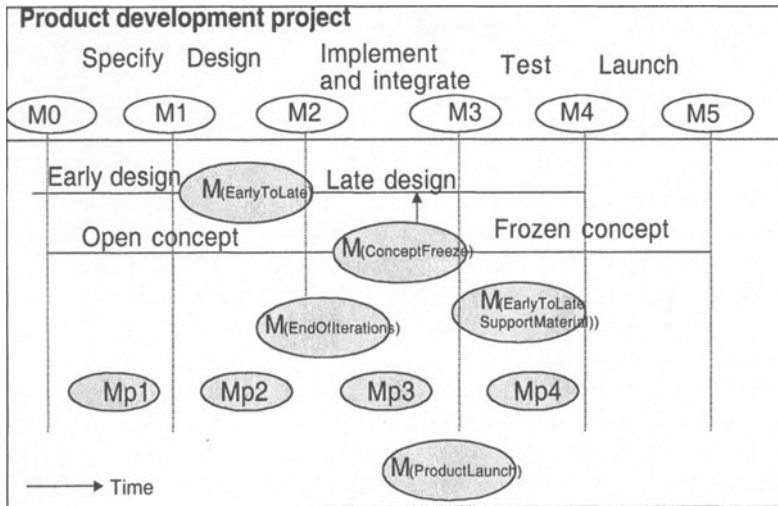 Product development project
Specify Design Implement and integrate Test Launch
M0 M1 M2 M3 M4 M5
Early design M(EarlyToLate) Late design
Open concept M(ConceptFreeze) Frozen concept
M(EndOfIterations) M(EarlyToLate
SupportMaterial))
Mp1 Mp2 Mp3 Mp4
M(ProductLaunch)
Time